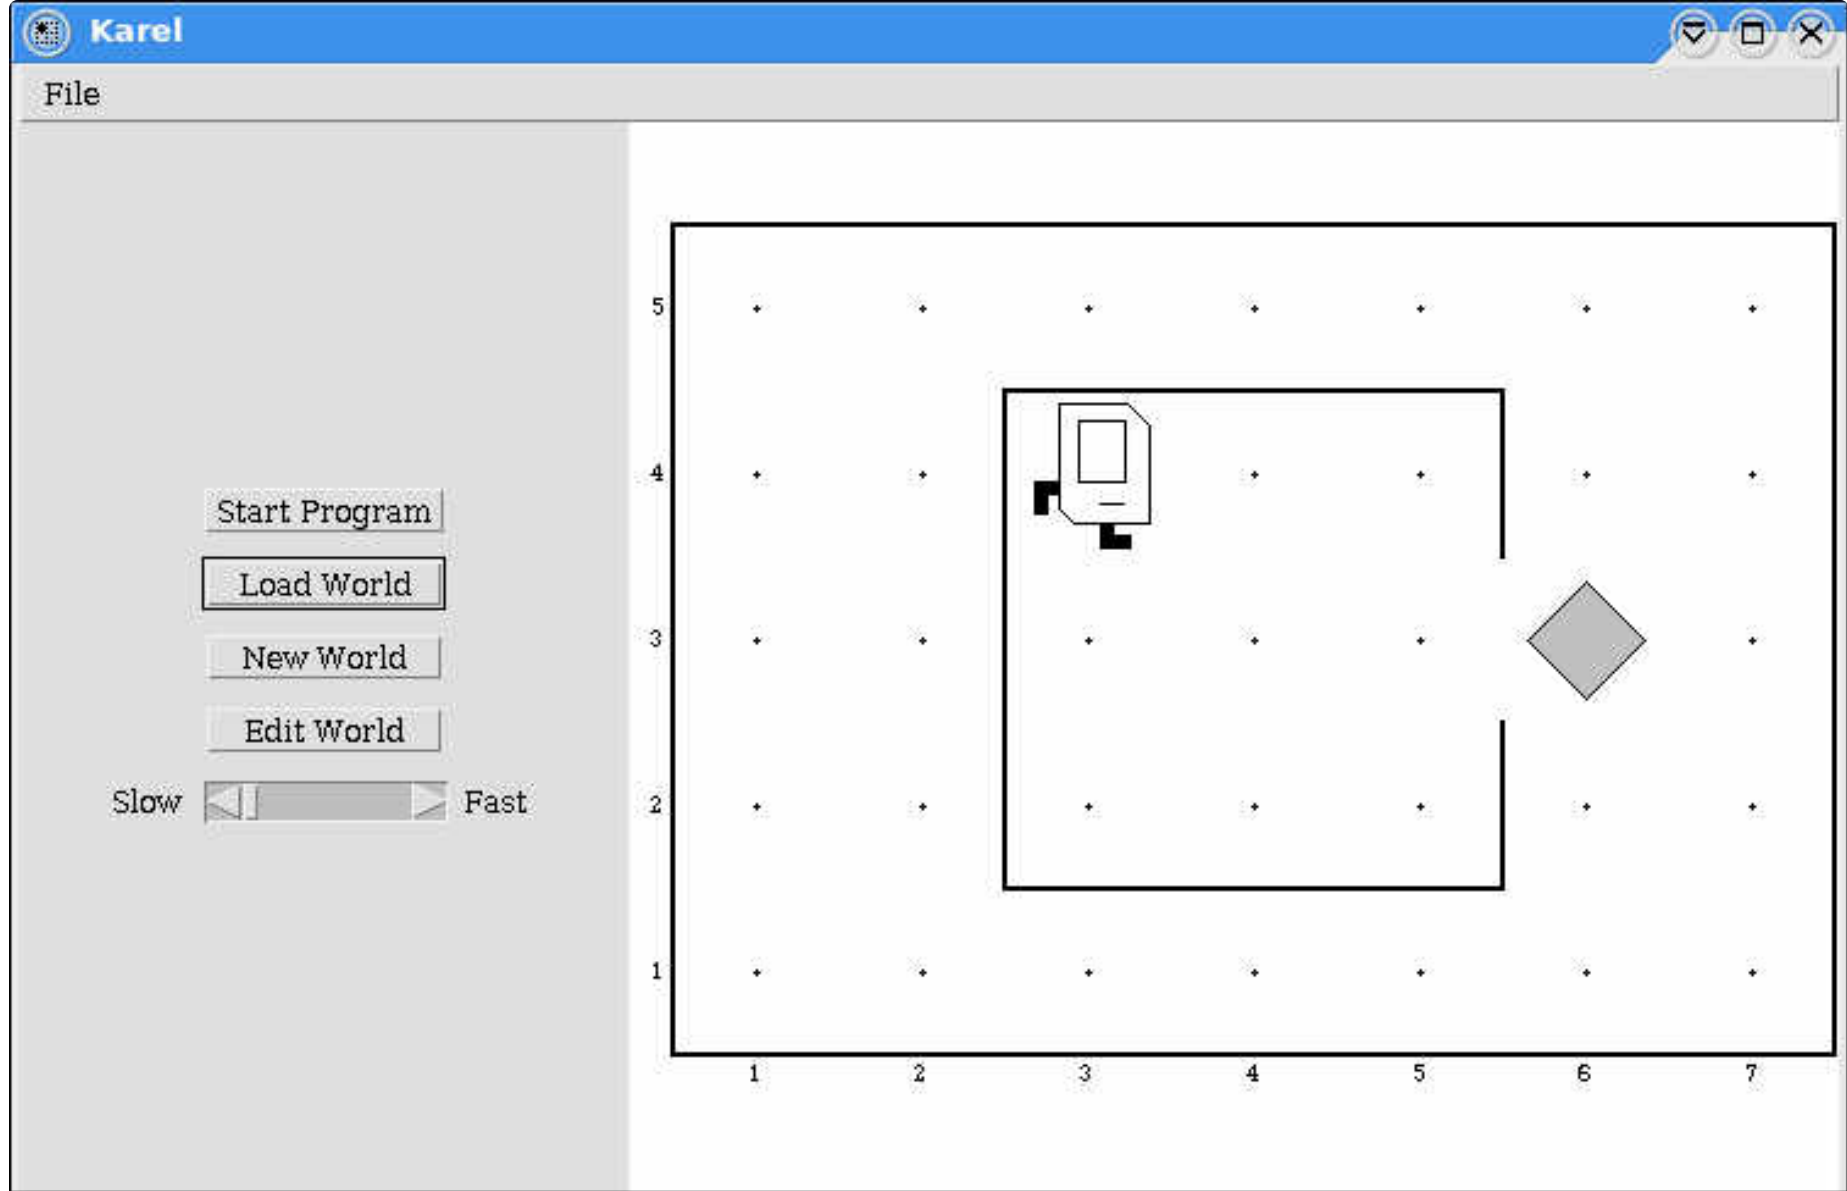 Karel
File
Start Program
Load World
New World
Edit World
Slow Fast
5
4
3
2
1
1 2 3 4 5 6 7